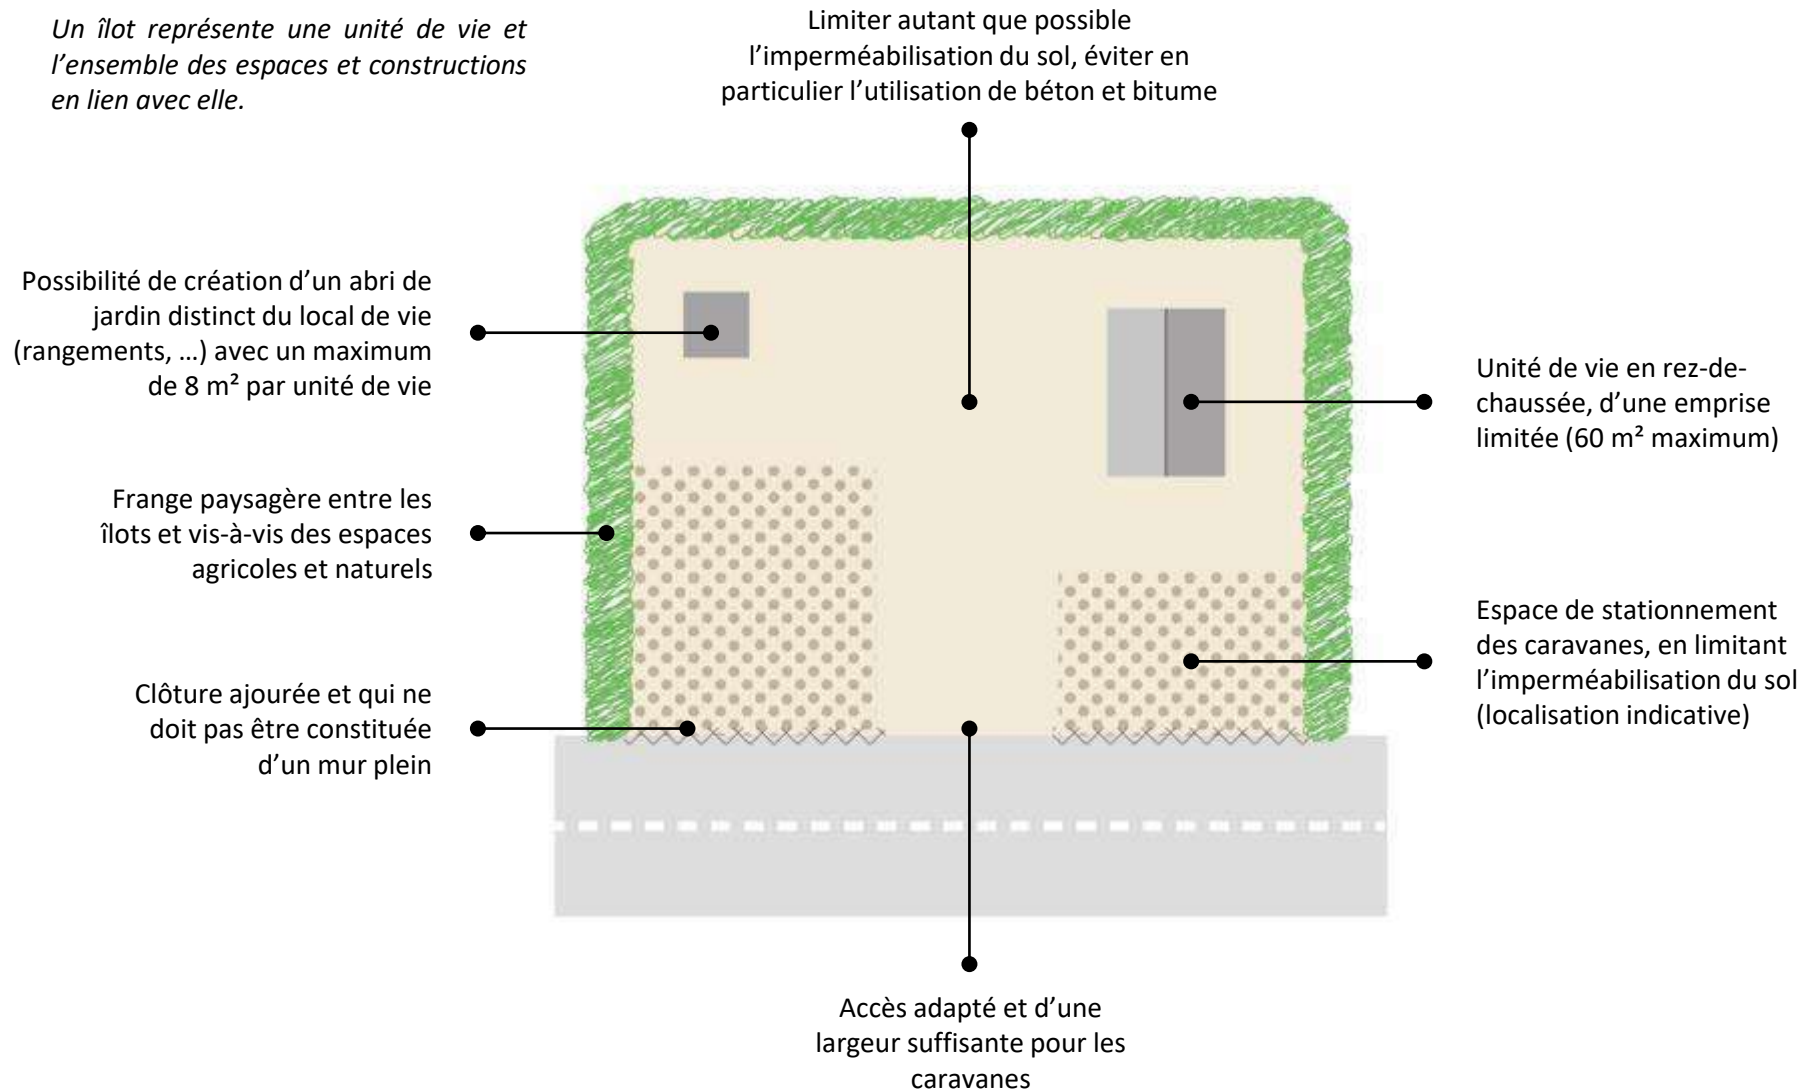 Un îlot représente une unité de vie et
l’ensemble des espaces et constructions
en lien avec elle.
Limiter autant que possible
l’imperméabilisation du sol, éviter en
particulier l’utilisation de béton et bitume
Possibilité de création d’un abri de
jardin distinct du local de vie
(rangements, …) avec un maximum
de 8 m² par unité de vie
Unité de vie en rez-de-
chaussée, d’une emprise
limitée (60 m² maximum)
Frange paysagère entre les
îlots et vis-à-vis des espaces
agricoles et naturels
Espace de stationnement
des caravanes, en limitant
l’imperméabilisation du sol
(localisation indicative)
Clôture ajourée et qui ne
doit pas être constituée
d’un mur plein
Accès adapté et d’une
largeur suffisante pour les
caravanes